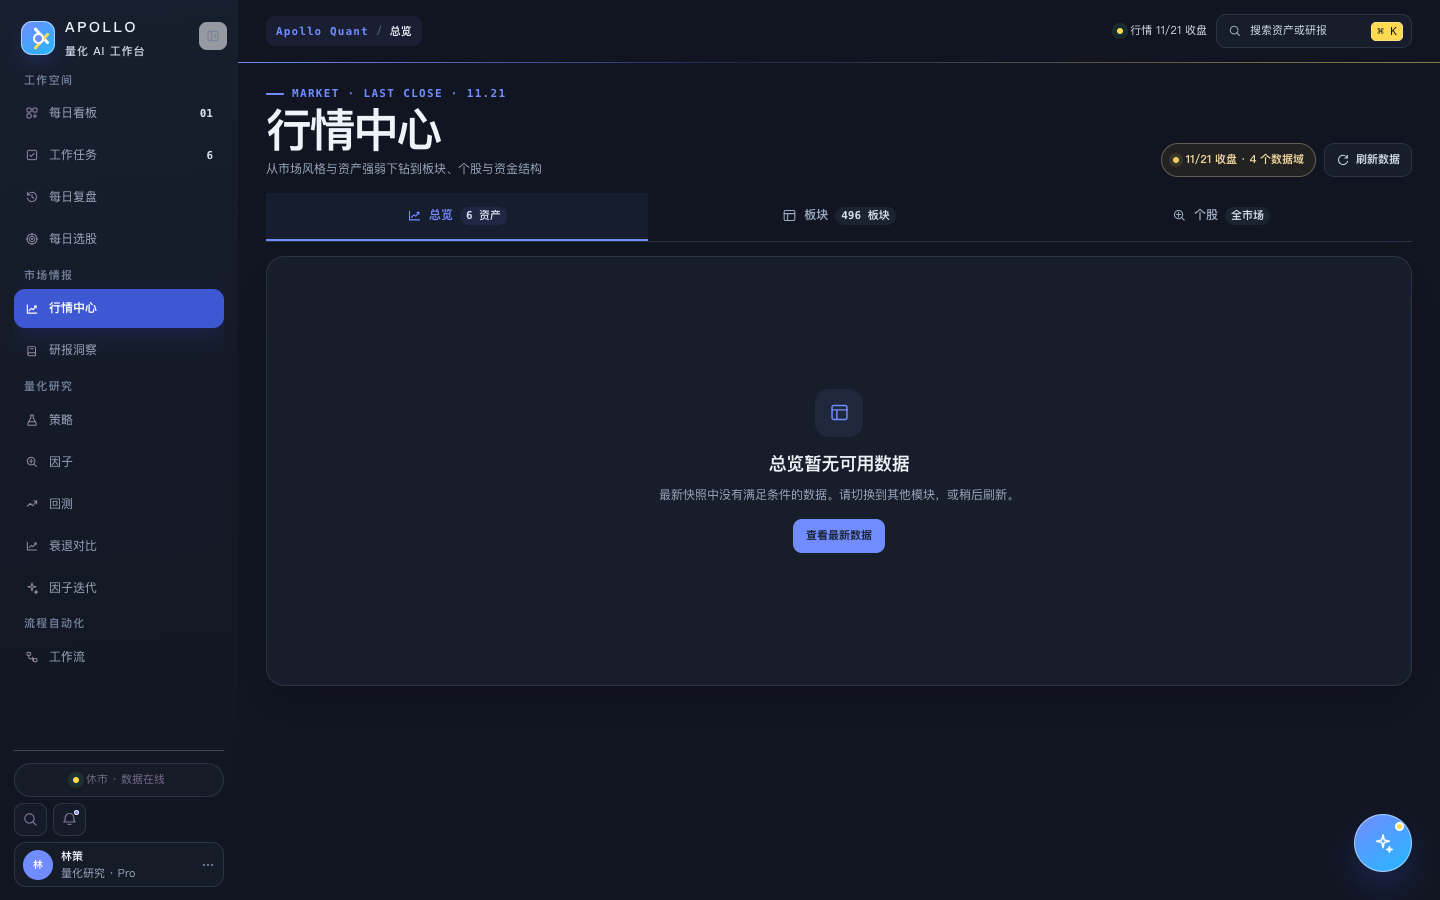 APOLLO
量化 AI 工作台
工作空间
每日看板 01
工作任务 6
每日复盘
每日选股
市场情报
行情中心
研报洞察
量化研究
策略
因子
回测
衰退对比
因子迭代
流程自动化
工作流
休市 · 数据在线
林
林策
量化研究 · Pro
Apollo Quant / 总览
行情 11/21 收盘
搜索资产或研报
⌘ K
MARKET · LAST CLOSE · 11.21
行情中心
从市场风格与资产强弱下钻到板块、个股与资金结构
11/21 收盘 · 4 个数据域
刷新数据
总览 6 资产
板块 496 板块
个股 全市场
总览暂无可用数据
最新快照中没有满足条件的数据。请切换到其他模块，或稍后刷新。
查看最新数据